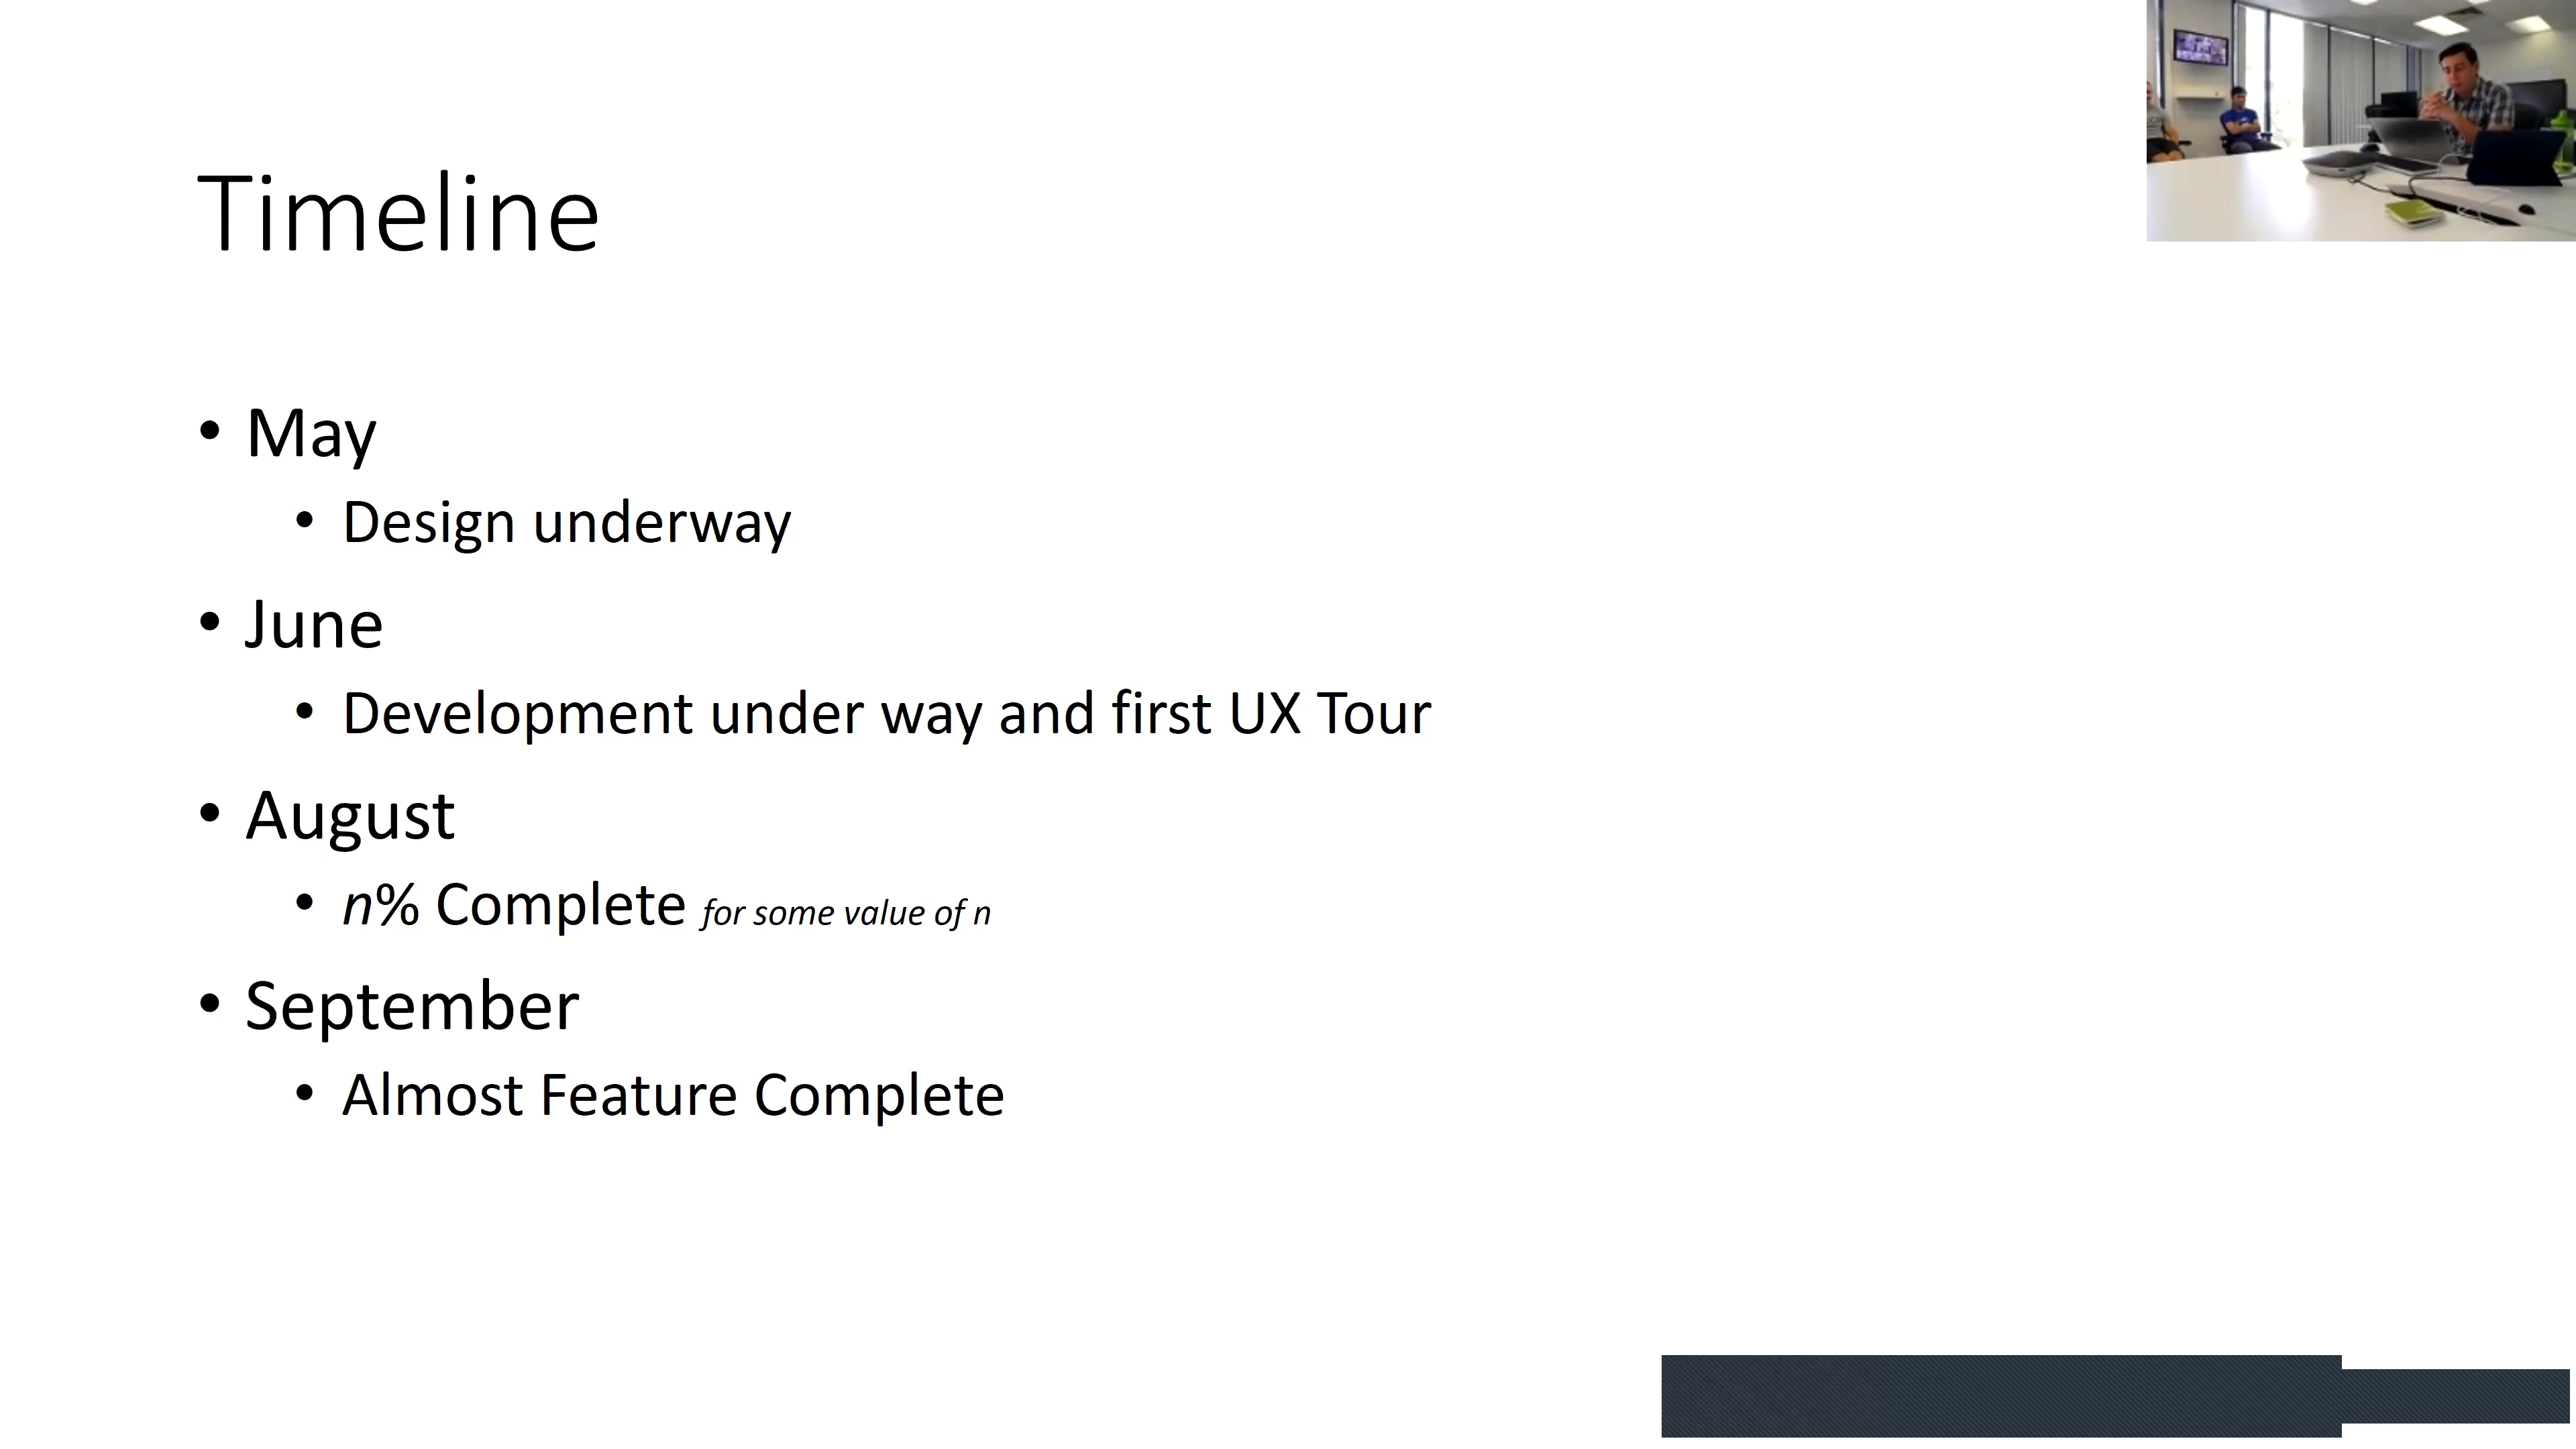 Timeline
• May
• Design underway
• June
• Development under way and first UX Tour
• August
• n% Complete for some value of n
• September
• Almost Feature Complete